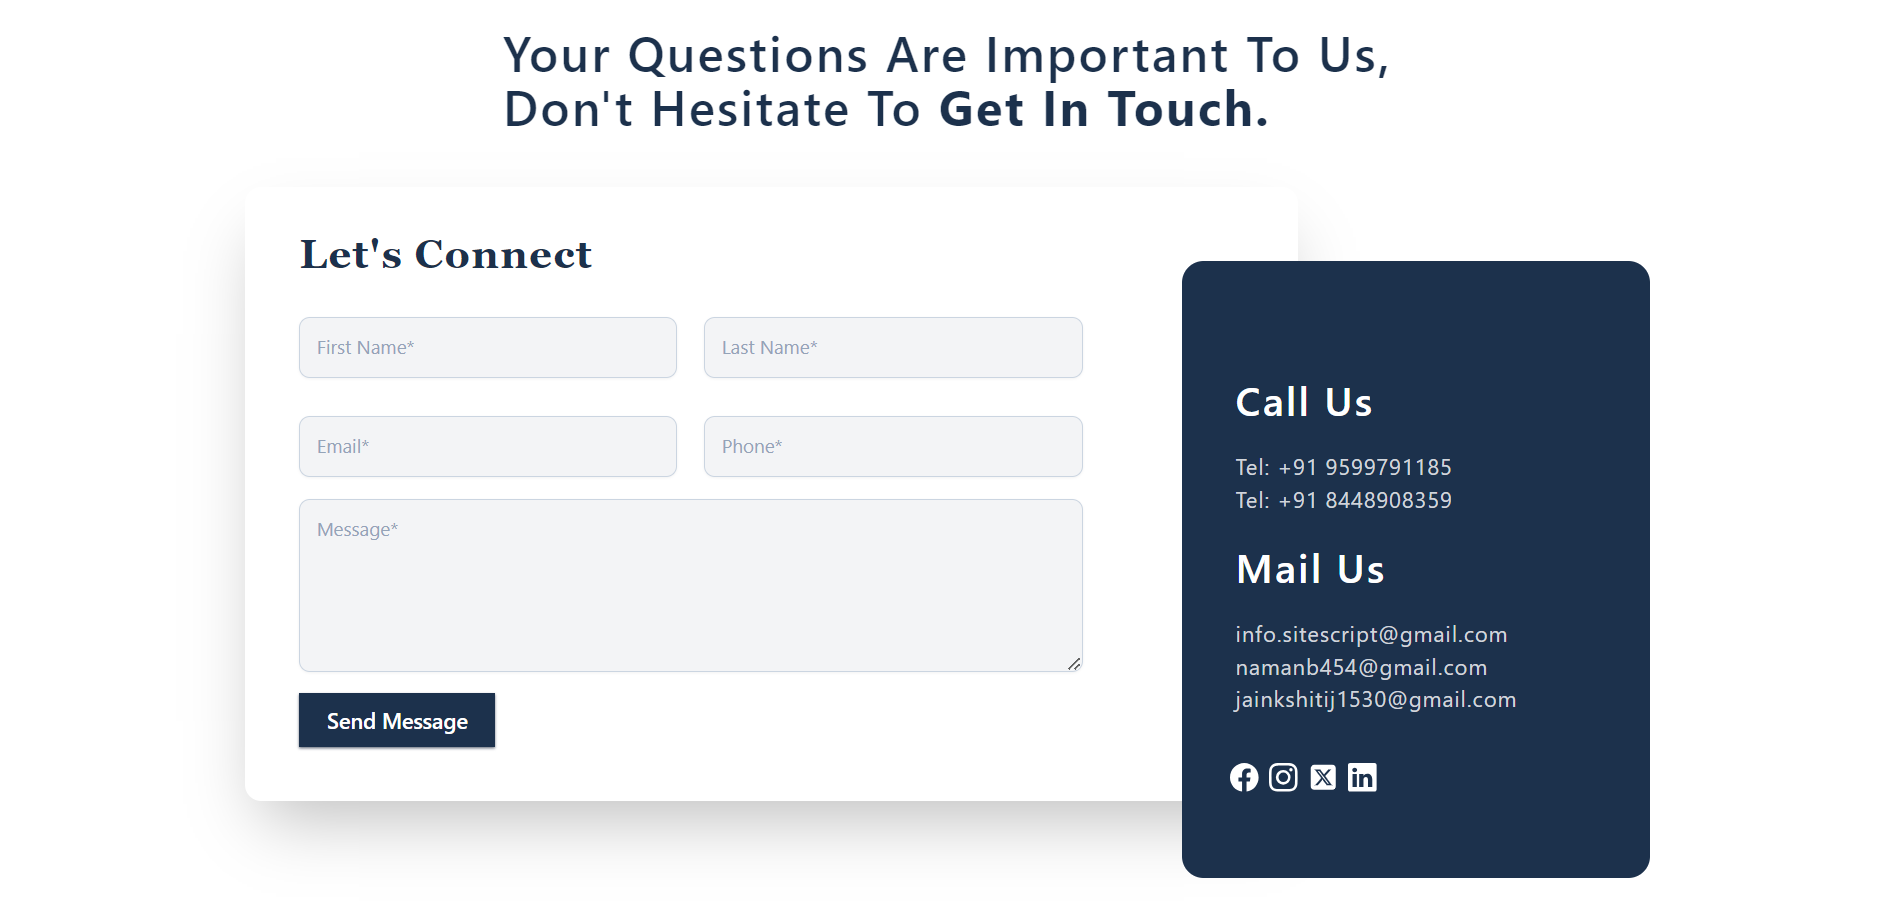 Your Questions Are Important To Us,
Don't Hesitate To Get In Touch.
Let's Connect
First Name*
Last Name*
Email*
Phone*
Message*
Send Message
Call Us
Tel: +91 9599791185
Tel: +91 8448908359
Mail Us
info.sitescript@gmail.com
namanb454@gmail.com
jainkshitij1530@gmail.com